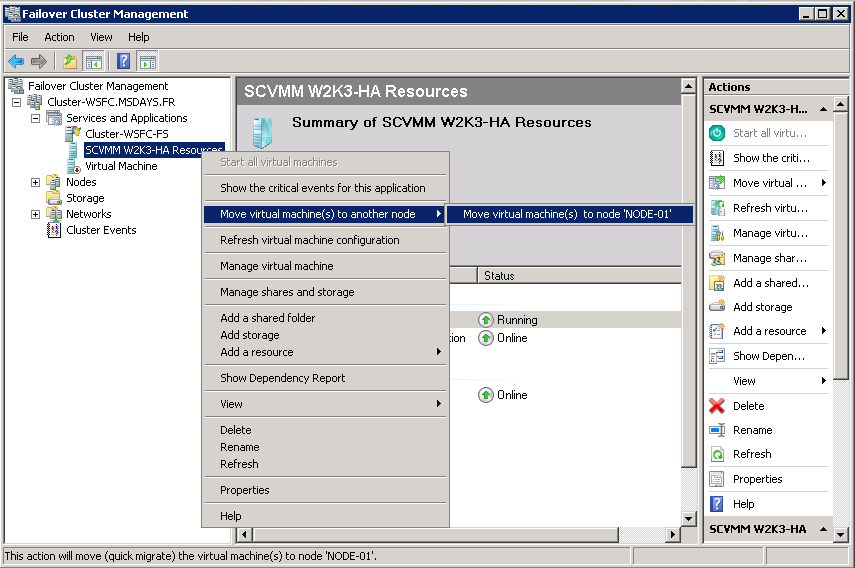 Failover Cluster Management
File Action View Help
Failover Cluster Management
Cluster-WSFC.MSDAYS.FR
Services and Applications
Cluster-WSFC-FS
SCVMM W2K3-HA Resources
Virtual Machine
Nodes
Storage
Networks
Cluster Events
SCVMM W2K3-HA Resources
Summary of SCVMM W2K3-HA Resources
Status
Running
tion Online
Online
Start all virtual machines
Show the critical events for this application
Move virtual machine(s) to another node
Move virtual machine(s) to node 'NODE-01'
Refresh virtual machine configuration
Manage virtual machine
Manage shares and storage
Add a shared folder
Add storage
Add a resource
Show Dependency Report
View
Delete
Rename
Refresh
Properties
Help
Actions
SCVMM W2K3-H...
Start all virtu...
Show the criti...
Move virtual ...
Refresh virtu...
Manage virtu...
Manage shar...
Add a shared...
Add storage
Add a resource
Show Depen...
View
Delete
Rename
Refresh
Properties
Help
SCVMM W2K3-HA
This action will move (quick migrate) the virtual machine(s) to node 'NODE-01'.